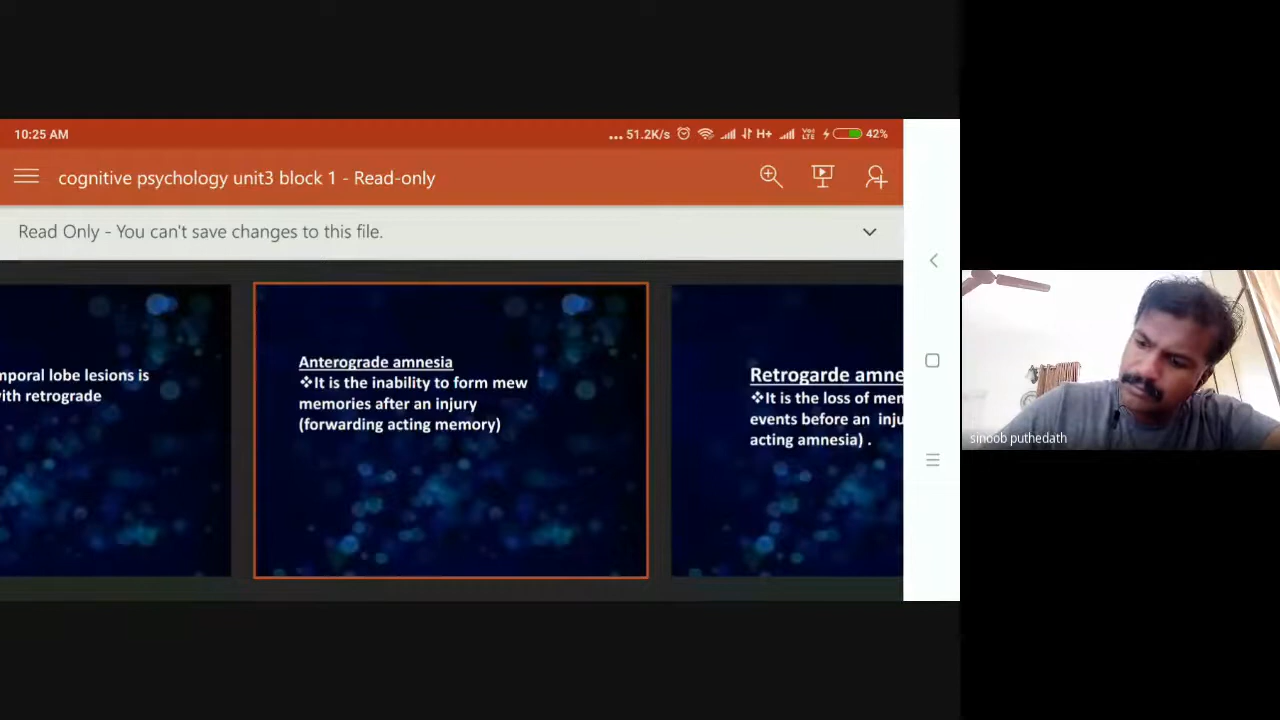 10:25 AM
... 51.2K/s H+ Vo) LTE 42%
cognitive psychology unit3 block 1 - Read-only
Read Only - You can't save changes to this file.
mporal lobe lesions is
ith retrograde
Anterograde amnesia
❖It is the inability to form mew
memories after an injury
(forwarding acting memory)
Retrogarde amne
❖It is the loss of mem
events before an inju
acting amnesia) .
sinoob puthedath